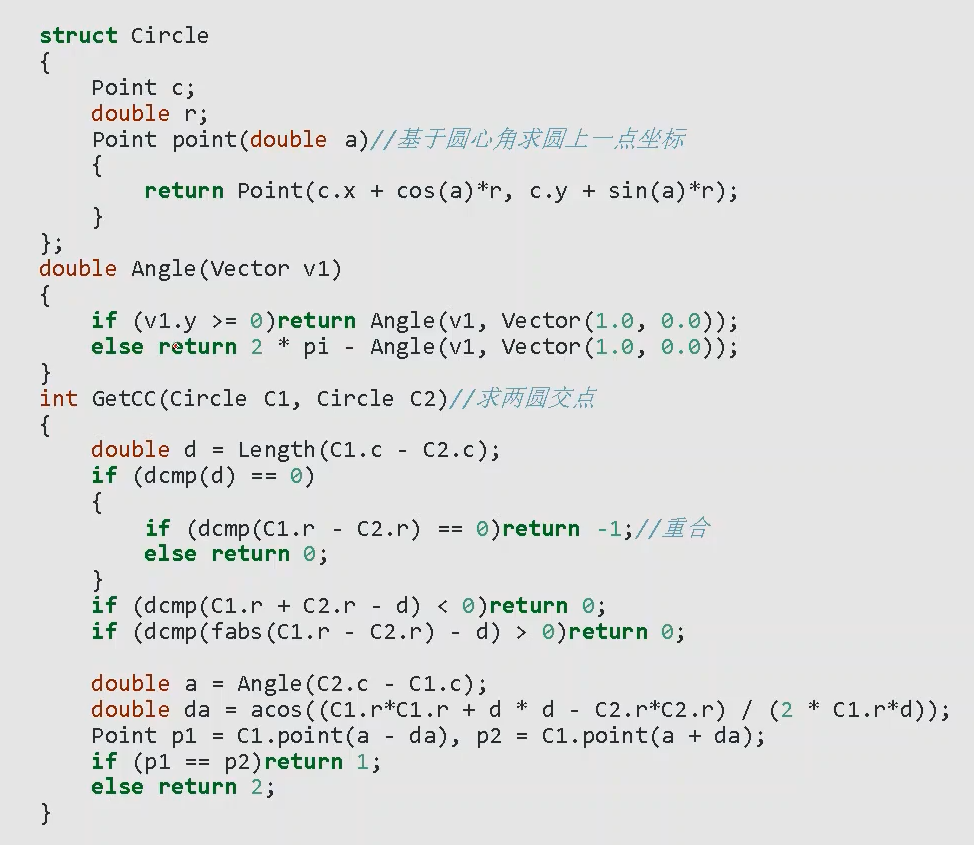 struct Circle
{
    Point c;
    double r;
    Point point(double a)//基于圆心角求圆上一点坐标
    {
        return Point(c.x + cos(a)*r, c.y + sin(a)*r);
    }
};
double Angle(Vector v1)
{
    if (v1.y >= 0)return Angle(v1, Vector(1.0, 0.0));
    else return 2 * pi - Angle(v1, Vector(1.0, 0.0));
}
int GetCC(Circle C1, Circle C2)//求两圆交点
{
    double d = Length(C1.c - C2.c);
    if (dcmp(d) == 0)
    {
        if (dcmp(C1.r - C2.r) == 0)return -1;//重合
        else return 0;
    }
    if (dcmp(C1.r + C2.r - d) < 0)return 0;
    if (dcmp(fabs(C1.r - C2.r) - d) > 0)return 0;

    double a = Angle(C2.c - C1.c);
    double da = acos((C1.r*C1.r + d * d - C2.r*C2.r) / (2 * C1.r*d));
    Point p1 = C1.point(a - da), p2 = C1.point(a + da);
    if (p1 == p2)return 1;
    else return 2;
}